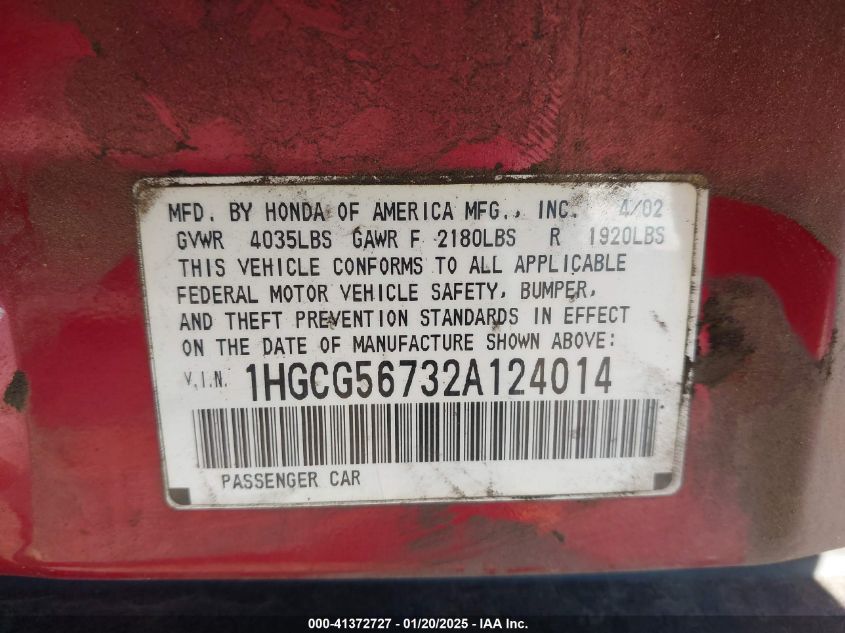 MFD. BY HONDA OF AMERICA MFG., INC. 4/02
GVWR 4035LBS GAWR F 2180LBS R 1920LBS
THIS VEHICLE CONFORMS TO ALL APPLICABLE
FEDERAL MOTOR VEHICLE SAFETY, BUMPER,
AND THEFT PREVENTION STANDARDS IN EFFECT
ON THE DATE OF MANUFACTURE SHOWN ABOVE:
V.I.N. 1HGCG56732A124014
PASSENGER CAR
000-41372727 - 01/20/2025 - IAA Inc.